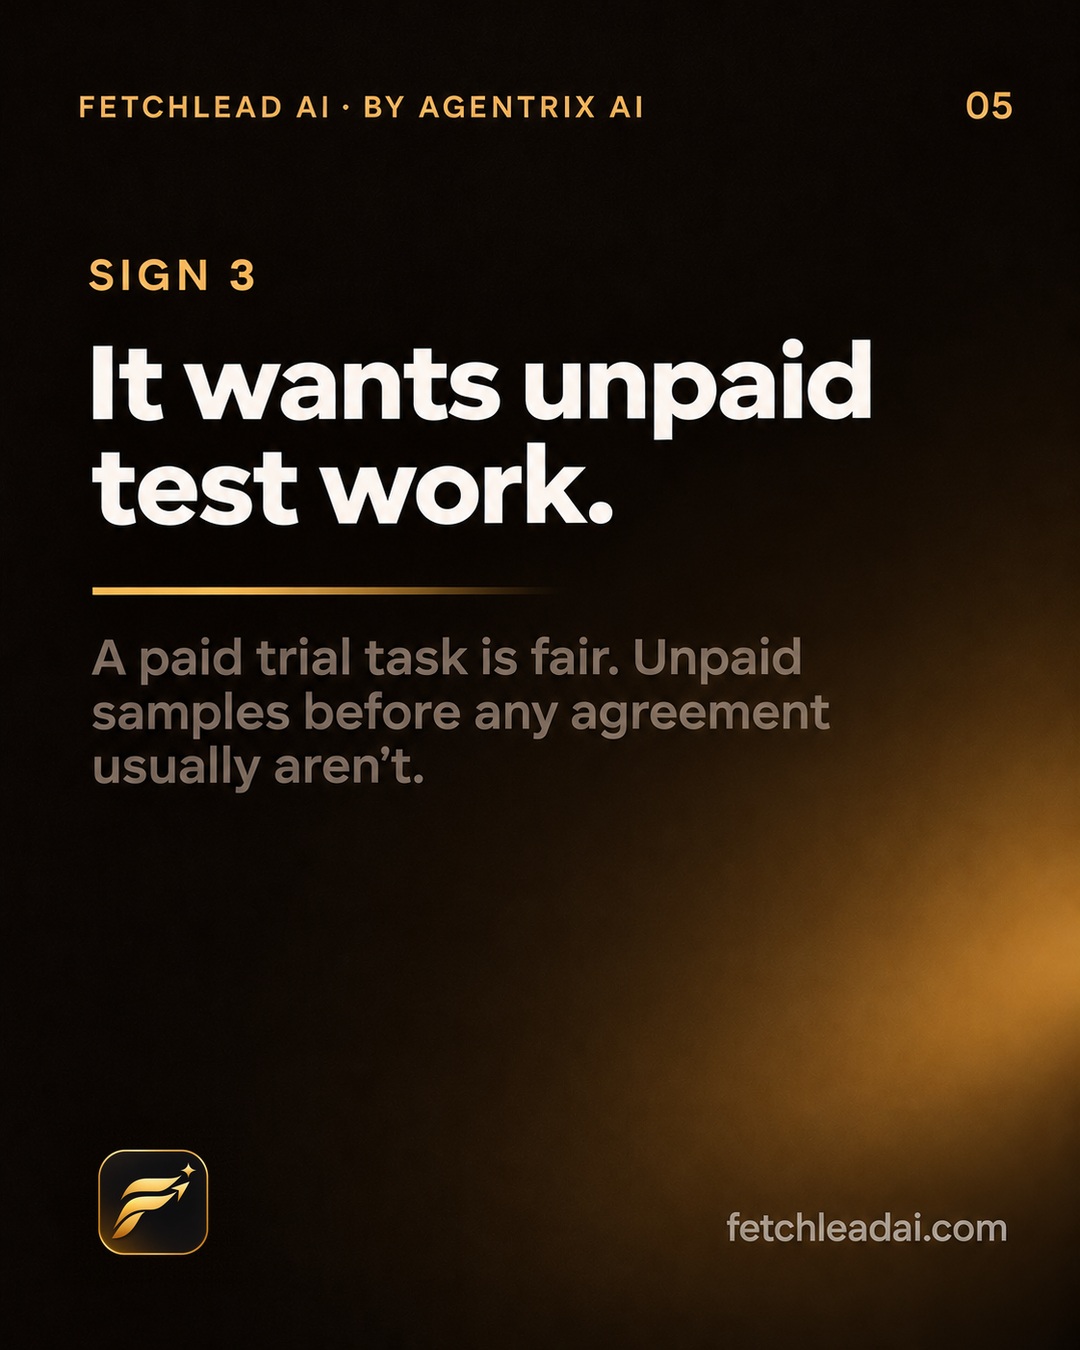 FETCHLEAD AI · BY AGENTRIX AI
05
SIGN 3
It wants unpaid
test work.
A paid trial task is fair. Unpaid
samples before any agreement
usually aren’t.
fetchleadai.com